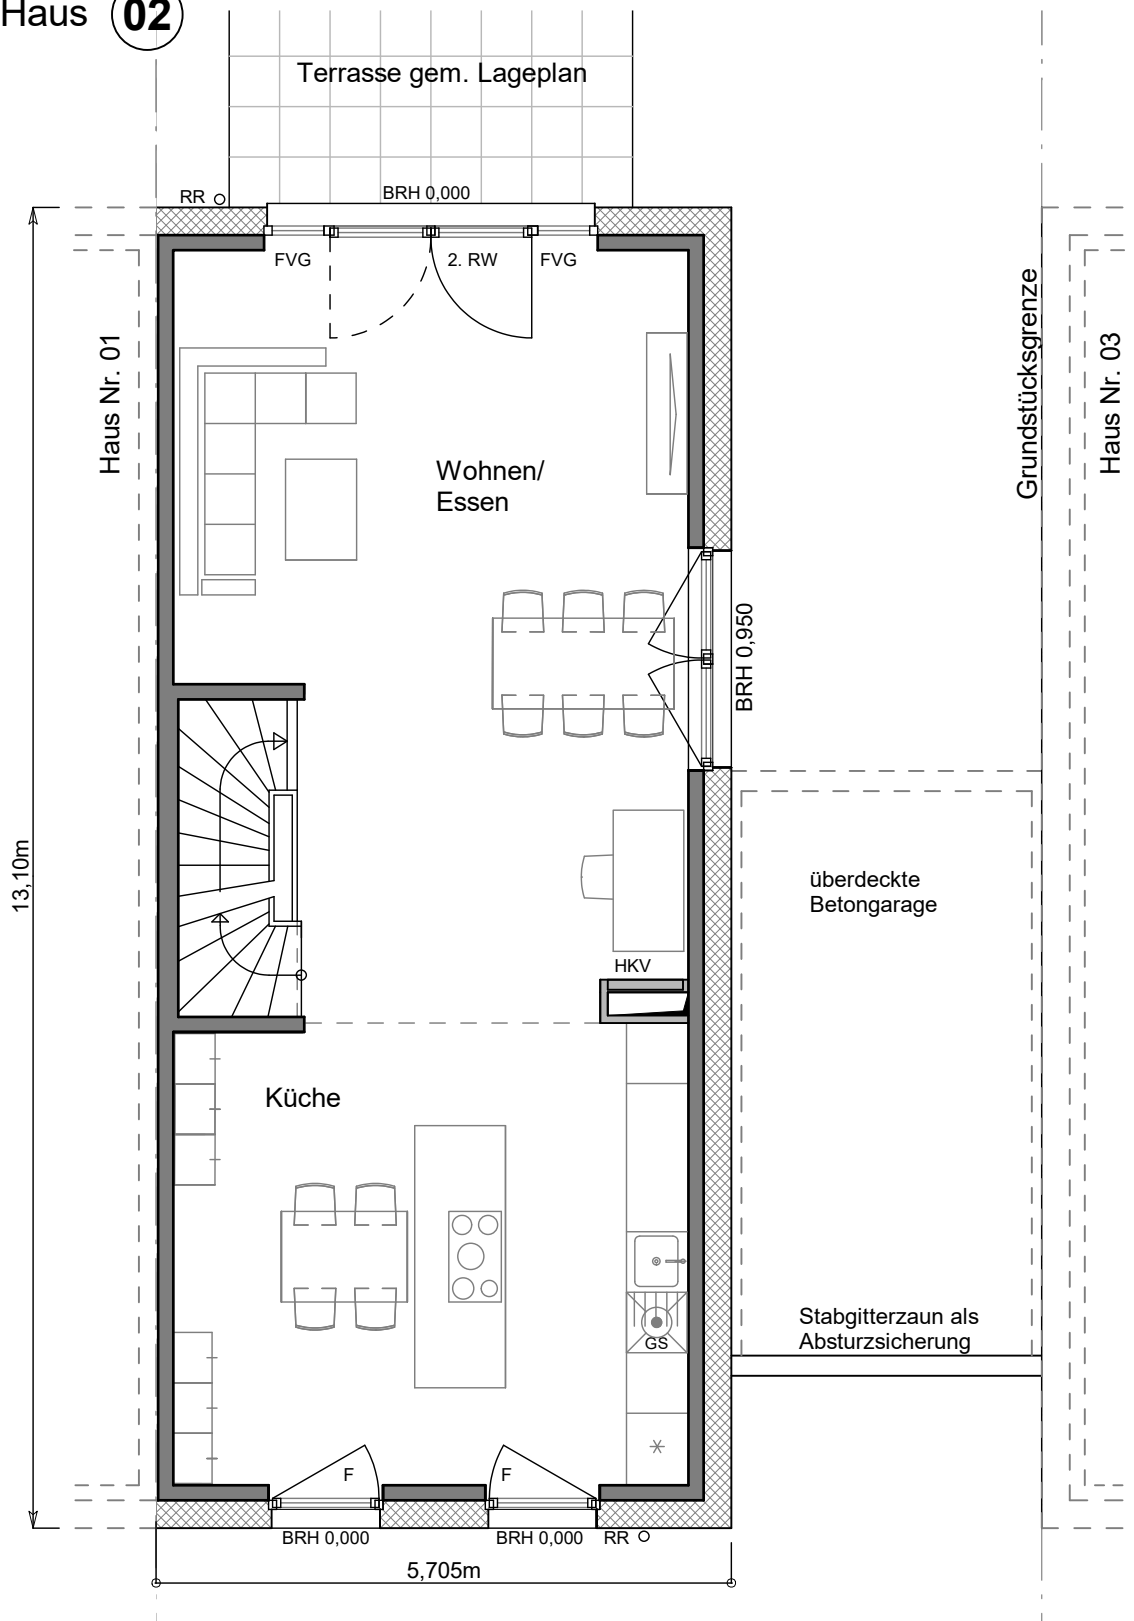 Haus 02
Terrasse gem. Lageplan
RR
BRH 0,000
FVG
2. RW
FVG
Haus Nr. 01
Grundstücksgrenze
Haus Nr. 03
Wohnen/
Essen
BRH 0,950
13,10m
überdeckte
Betongarage
HKV
Küche
Stabgitterzaun als
Absturzsicherung
GS
F
F
BRH 0,000
BRH 0,000
RR
5,705m